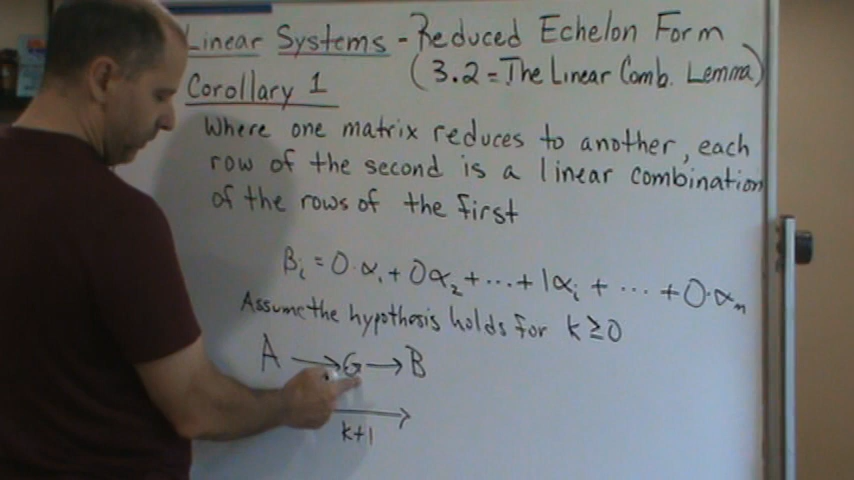 Linear Systems - Reduced Echelon Form
Corollary 1 (3.2 = The Linear Comb. Lemma)
Where one matrix reduces to another, each
row of the second is a linear combination
of the rows of the first
βᵢ = 0·α₁ + 0α₂ + ··· + 1αᵢ + ··· + 0·αₙ
Assume the hypothesis holds for k ≥ 0
A → G → B
k+1